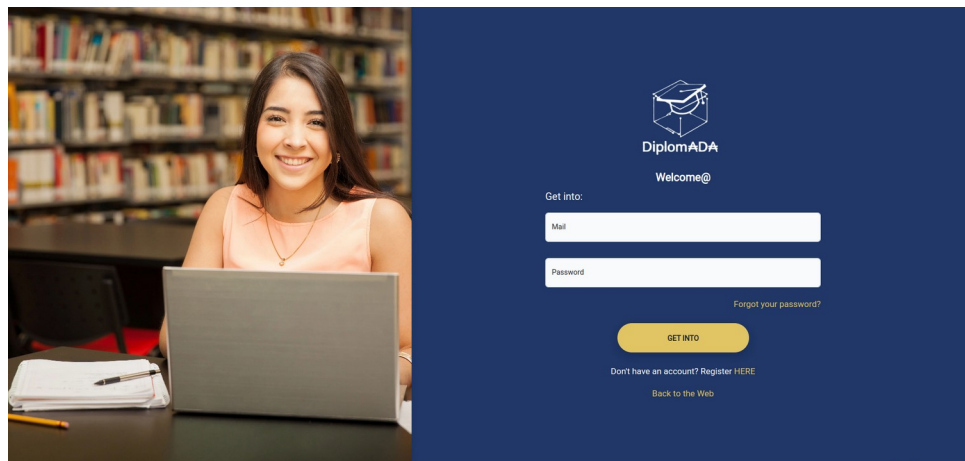 Diplom₳D₳
Welcome@
Get into:
Mail
Password
Forgot your password?
GET INTO
Don't have an account? Register HERE
Back to the Web